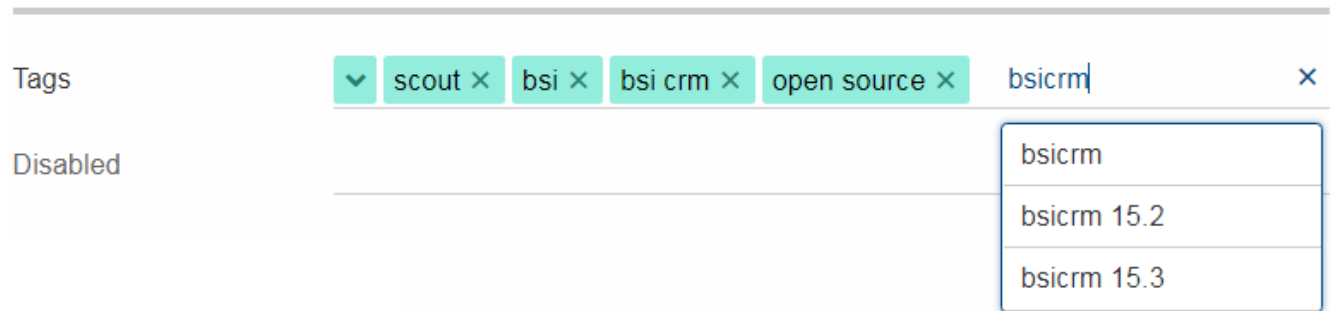 Tags scout bsi bsi crm open source bsicrm
Disabled
bsicrm
bsicrm 15.2
bsicrm 15.3